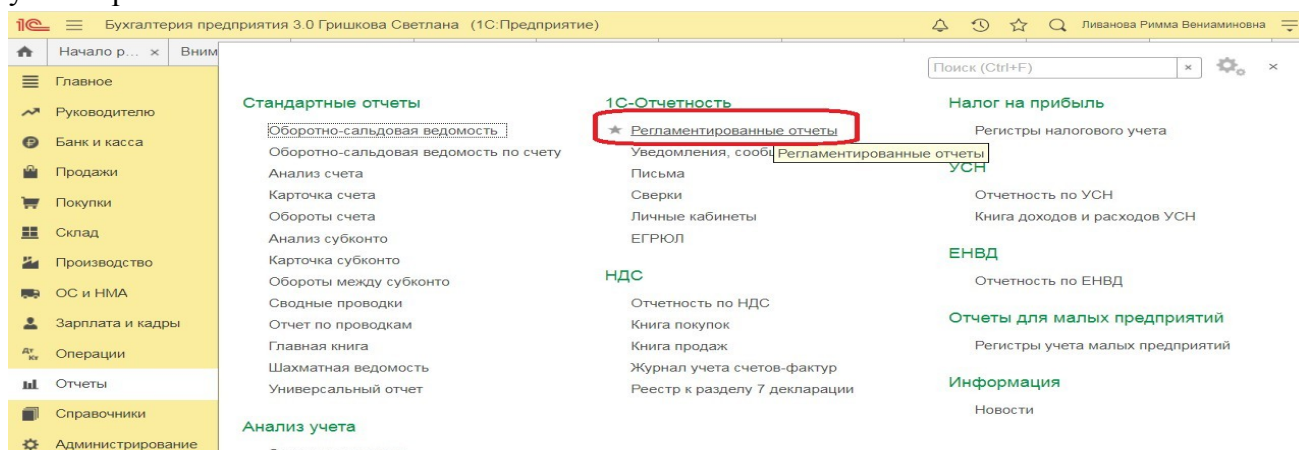 1С Бухгалтерия предприятия 3.0 Гришкова Светлана (1С:Предприятие) Ливанова Римма Вениаминовна
Начало р... × Вним
Поиск (Ctrl+F) × ×
Главное
Руководителю
Банк и касса
Продажи
Покупки
Склад
Производство
ОС и НМА
Зарплата и кадры
Дт Кт Операции
Отчеты
Справочники
Администрирование
Стандартные отчеты
Оборотно-сальдовая ведомость
Оборотно-сальдовая ведомость по счету
Анализ счета
Карточка счета
Обороты счета
Анализ субконто
Карточка субконто
Обороты между субконто
Сводные проводки
Отчет по проводкам
Главная книга
Шахматная ведомость
Универсальный отчет
Анализ учета
1С-Отчетность
Регламентированные отчеты
Уведомления, сооб
Регламентированные отчеты
Письма
Сверки
Личные кабинеты
ЕГРЮЛ
НДС
Отчетность по НДС
Книга покупок
Книга продаж
Журнал учета счетов-фактур
Реестр к разделу 7 декларации
Налог на прибыль
Регистры налогового учета
УСН
Отчетность по УСН
Книга доходов и расходов УСН
ЕНВД
Отчетность по ЕНВД
Отчеты для малых предприятий
Регистры учета малых предприятий
Информация
Новости